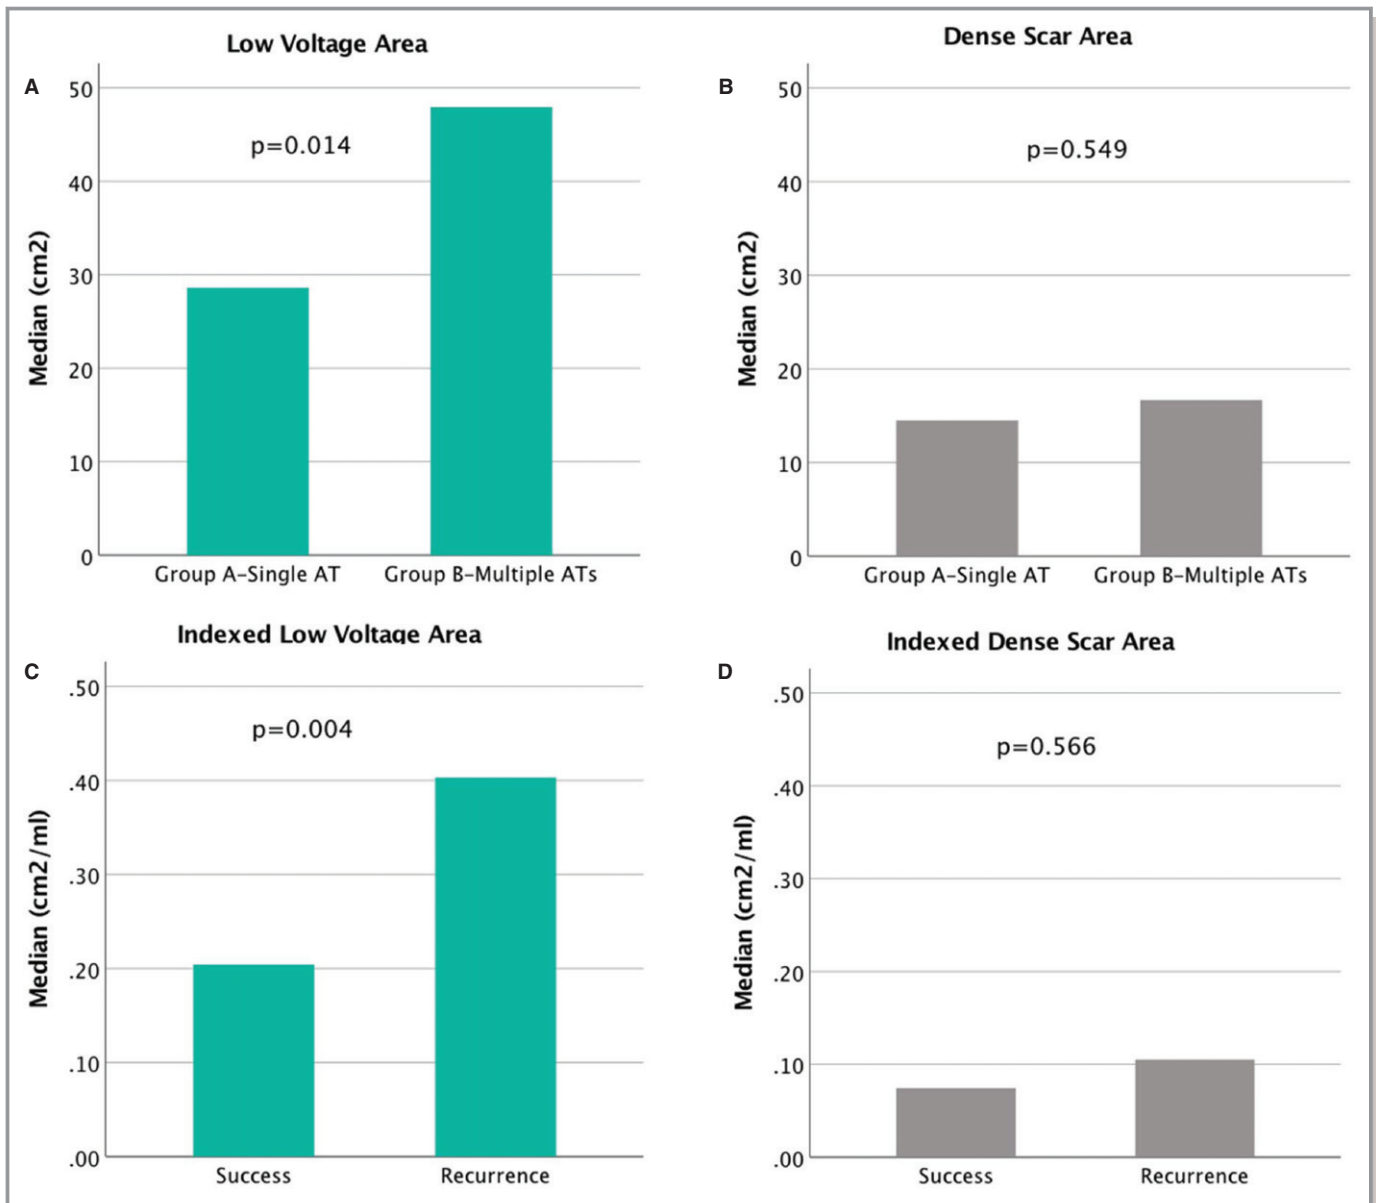 Low Voltage Area
A
50
40
30
20
10
0
Median (cm2)
p=0.014
Group A-Single AT
Group B-Multiple ATs
Dense Scar Area
B
50
40
30
20
10
0
Median (cm2)
p=0.549
Group A-Single AT
Group B-Multiple ATs
Indexed Low Voltage Area
C
.50
.40
.30
.20
.10
.00
Median (cm2/ml)
p=0.004
Success
Recurrence
Indexed Dense Scar Area
D
.50
.40
.30
.20
.10
.00
Median (cm2/ml)
p=0.566
Success
Recurrence